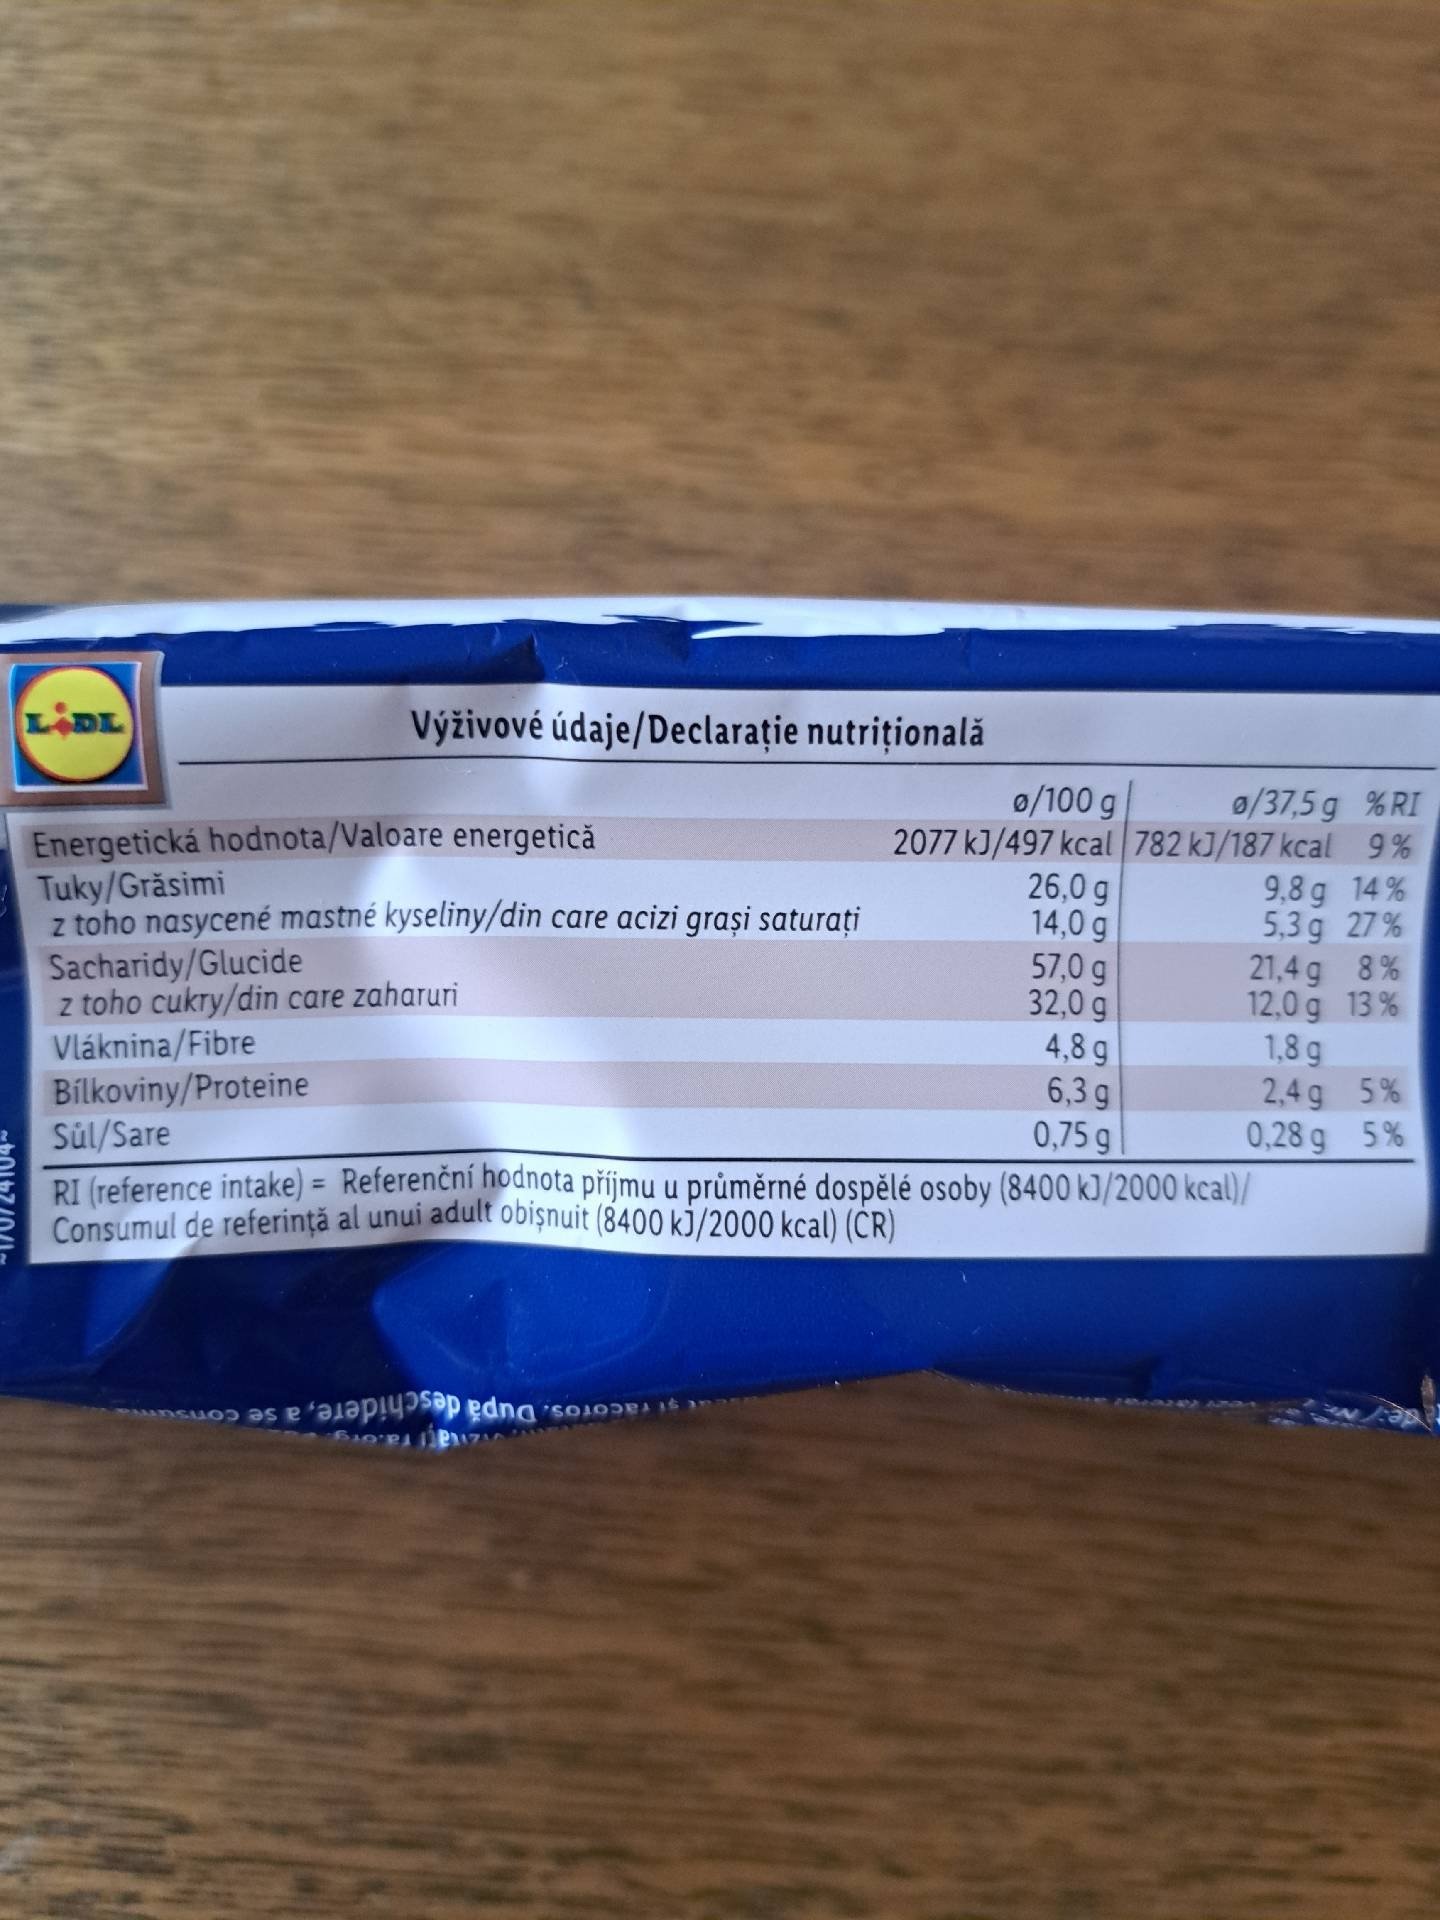 LIDL
Výživové údaje/Declarație nutrițională
ø/100 g ø/37,5 g %RI
Energetická hodnota/Valoare energetică 2077 kJ/497 kcal 782 kJ/187 kcal 9 %
Tuky/Grăsimi 26,0 g 9,8 g 14 %
z toho nasycené mastné kyseliny/din care acizi grași saturați 14,0 g 5,3 g 27 %
Sacharidy/Glucide 57,0 g 21,4 g 8 %
z toho cukry/din care zaharuri 32,0 g 12,0 g 13 %
Vláknina/Fibre 4,8 g 1,8 g
Bílkoviny/Proteine 6,3 g 2,4 g 5 %
Sůl/Sare 0,75 g 0,28 g 5 %
RI (reference intake) = Referenční hodnota příjmu u průměrné dospělé osoby (8400 kJ/2000 kcal)/
Consumul de referință al unui adult obișnuit (8400 kJ/2000 kcal) (CR)
și răcoros. După deschidere, a se